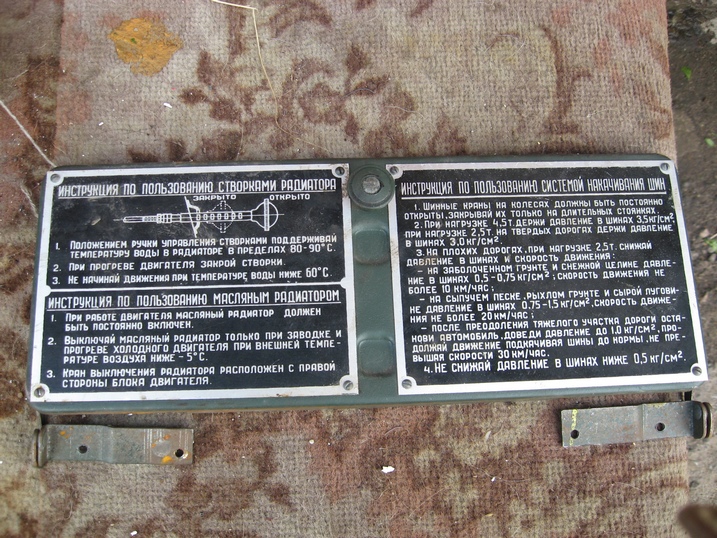 ИНСТРУКЦИЯ ПО ПОЛЬЗОВАНИЮ СТВОРКАМИ РАДИАТОРА
ЗАКРЫТО ОТКРЫТО
1. ПОЛОЖЕНИЕМ РУЧКИ УПРАВЛЕНИЯ СТВОРКАМИ ПОДДЕРЖИВАЙ
ТЕМПЕРАТУРУ ВОДЫ В РАДИАТОРЕ В ПРЕДЕЛАХ 80-90°С.
2. ПРИ ПРОГРЕВЕ ДВИГАТЕЛЯ ЗАКРОЙ СТВОРКИ.
3. НЕ НАЧИНАЙ ДВИЖЕНИЯ ПРИ ТЕМПЕРАТУРЕ ВОДЫ НИЖЕ 60°С.
ИНСТРУКЦИЯ ПО ПОЛЬЗОВАНИЮ МАСЛЯНЫМ РАДИАТОРОМ
1. ПРИ РАБОТЕ ДВИГАТЕЛЯ МАСЛЯНЫЙ РАДИАТОР ДОЛЖЕН
БЫТЬ ПОСТОЯННО ВКЛЮЧЕН.
2. ВЫКЛЮЧАЙ МАСЛЯНЫЙ РАДИАТОР ТОЛЬКО ПРИ ЗАВОДКЕ И
ПРОГРЕВЕ ХОЛОДНОГО ДВИГАТЕЛЯ ПРИ ВНЕШНЕЙ ТЕМПЕ-
РАТУРЕ ВОЗДУХА НИЖЕ -5°С.
3. КРАН ВЫКЛЮЧЕНИЯ РАДИАТОРА РАСПОЛОЖЕН С ПРАВОЙ
СТОРОНЫ БЛОКА ДВИГАТЕЛЯ.
ИНСТРУКЦИЯ ПО ПОЛЬЗОВАНИЮ СИСТЕМОЙ НАКАЧИВАНИЯ ШИН
1. ШИННЫЕ КРАНЫ НА КОЛЕСАХ ДОЛЖНЫ БЫТЬ ПОСТОЯННО
ОТКРЫТЫ, ЗАКРЫВАЙ ИХ ТОЛЬКО НА ДЛИТЕЛЬНЫХ СТОЯНКАХ.
2. ПРИ НАГРУЗКЕ 4,5Т. ДЕРЖИ ДАВЛЕНИЕ В ШИНАХ 3,5кг/см²,
ПРИ НАГРУЗКЕ 2,5Т. НА ТВЕРДЫХ ДОРОГАХ ДЕРЖИ ДАВЛЕНИЕ
В ШИНАХ 3,0кг/см².
3. НА ПЛОХИХ ДОРОГАХ, ПРИ НАГРУЗКЕ 2,5Т. СНИЖАЙ
ДАВЛЕНИЕ В ШИНАХ И СКОРОСТЬ ДВИЖЕНИЯ:
- НА ЗАБОЛОЧЕННОМ ГРУНТЕ И СНЕЖНОЙ ЦЕЛИНЕ ДАВЛЕ-
НИЕ В ШИНАХ 0,5-0,75кг/см²; СКОРОСТЬ ДВИЖЕНИЯ НЕ
БОЛЕЕ 10 КМ/ЧАС;
- НА СЫПУЧЕМ ПЕСКЕ, РЫХЛОМ ГРУНТЕ И СЫРОЙ ЛУГОВИ-
НЕ ДАВЛЕНИЕ В ШИНАХ 0,75-1,5кг/см², СКОРОСТЬ ДВИЖЕ-
НИЯ НЕ БОЛЕЕ 20 КМ/ЧАС;
- ПОСЛЕ ПРЕОДОЛЕНИЯ ТЯЖЕЛОГО УЧАСТКА ДОРОГИ ОСТА-
НОВИ АВТОМОБИЛЬ, ДОВЕДИ ДАВЛЕНИЕ ДО 1,0 кг/см², ПРО-
ДОЛЖАЙ ДВИЖЕНИЕ ПОДКАЧИВАЯ ШИНЫ ДО НОРМЫ, НЕ ПРЕ-
ВЫШАЯ СКОРОСТИ 30 КМ/ЧАС.
4. НЕ СНИЖАЙ ДАВЛЕНИЕ В ШИНАХ НИЖЕ 0,5 кг/см².